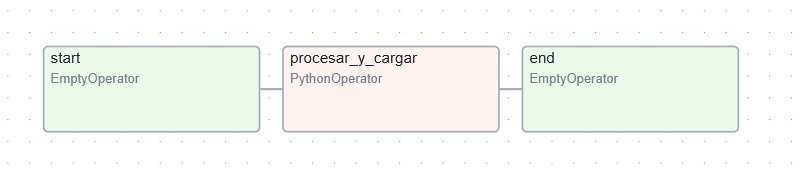 start
EmptyOperator
procesar_y_cargar
PythonOperator
end
EmptyOperator